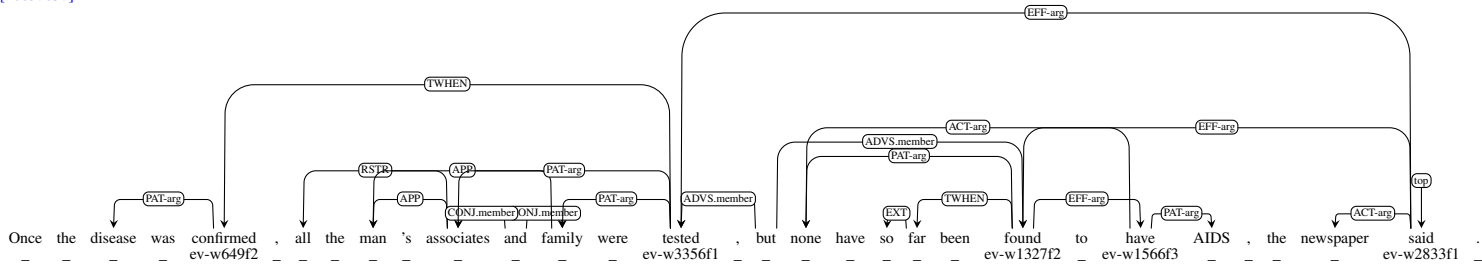 EFF-arg
TWHEN
ACT-arg EFF-arg
ADVS.member
PAT-arg
RSTR APP PAT-arg
top
PAT-arg APP PAT-arg ADVS.member TWHEN EFF-arg
CONJ.member ONJ.member EXT PAT-arg ACT-arg
Once the disease was confirmed , all the man 's associates and family were tested , but none have so far been found to have AIDS , the newspaper said .
_ _ _ _ ev-w649f2 _ _ _ _ _ _ _ _ _ ev-w3356f1 _ _ _ _ _ _ _ ev-w1327f2 _ ev-w1566f3 _ _ _ _ ev-w2833f1 _